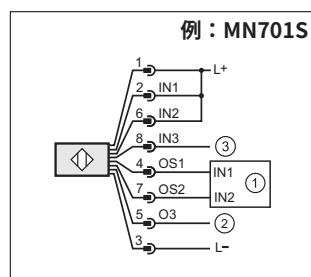 例：MN701S
1 L+
2 IN1
6 IN2
8 IN3 ③
4 OS1 IN1
①
7 OS2 IN2
5 O3 ②
3 L−